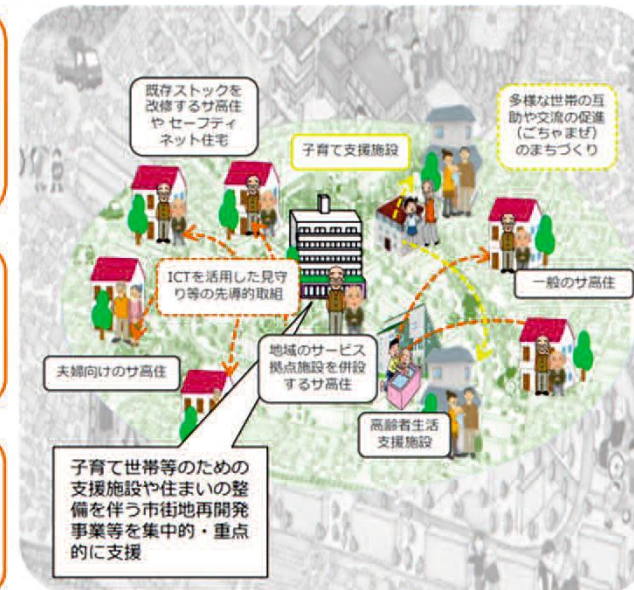 既存ストックを
改修するサ高住
や セーフティ
ネット住宅
子育て支援施設
多様な世帯の互
助や交流の促進
(ごちゃまぜ)
のまちづくり
ICTを活用した見守
り等の先導的取組
一般のサ高住
夫婦向けのサ高住
地域のサービス
拠点施設を併設
するサ高住
高齢者生活
支援施設
子育て世帯等のための
支援施設や住まいの整
備を伴う市街地再開発
事業等を集中的・重点
的に支援